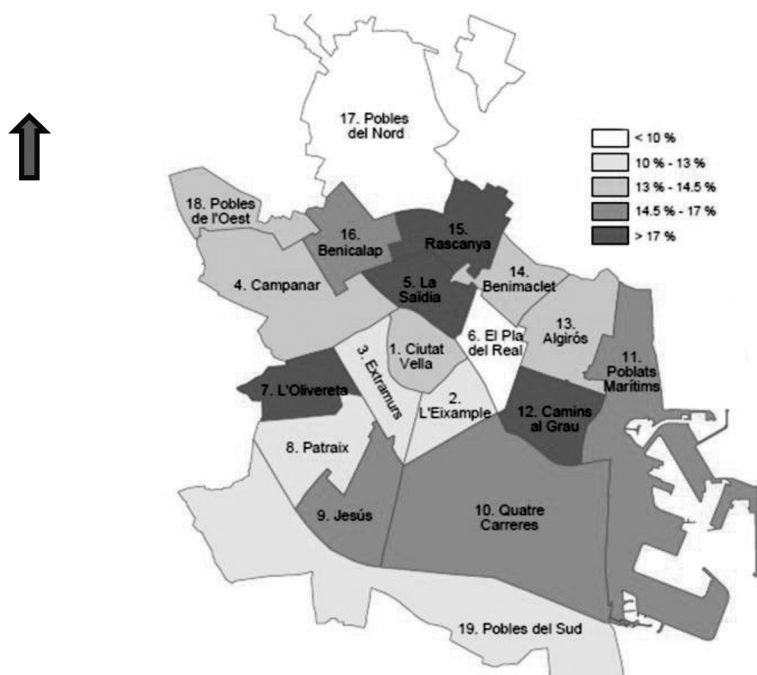 17. Pobles
del Nord
< 10 %
10 % - 13 %
13 % - 14.5 %
14.5 % - 17 %
> 17 %
18. Pobles
de l'Oest
16.
Benicalap
15.
Rascanya
4. Campanar
5. La
Saïdia
14.
Benimaclet
13.
Algirós
6. El Pla
del Real
11.
Poblats
Marítims
3. Extramurs
1. Ciutat
Vella
7. L'Olivereta
2.
L'Eixample
12. Camins
al Grau
8. Patraix
9. Jesús
10. Quatre
Carreres
19. Pobles del Sud